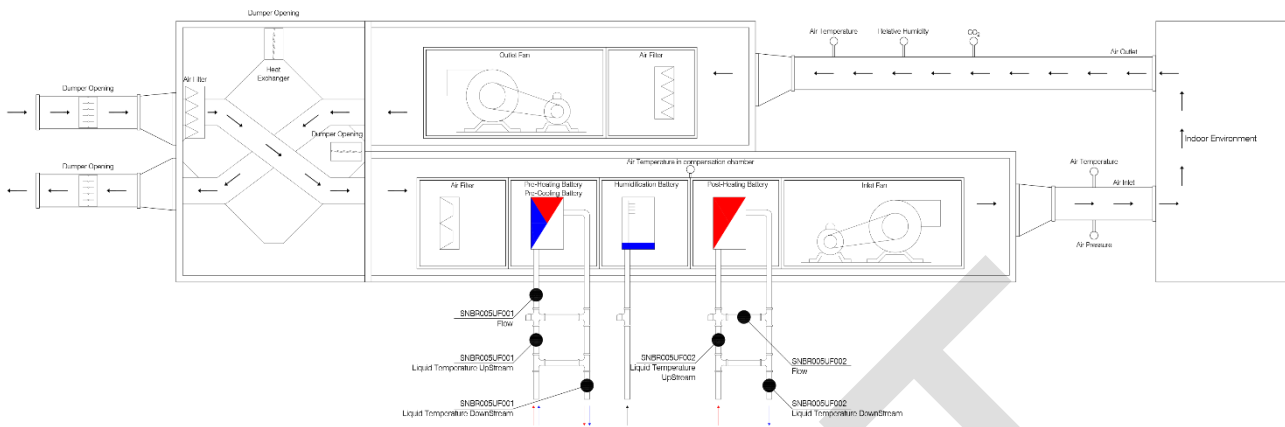 Dumper Opening
Air Temperature
Relative Humidity
CO2
Outlet Fan
Air Filter
Air Outlet
Heat
Exchanger
Air Filter
Dumper Opening
Dumper Opening
Indoor Environment
Dumper Opening
Air Temperature in compensation chamber
Air Temperature
Air Filter
Pre-Heating Battery
Pre-Cooling Battery
Humidification Battery
Post-Heating Battery
Inlet Fan
Air Inlet
Air Pressure
SNBR005UF001
Flow
SNBR005UF001
Liquid Temperature UpStream
SNBR005UF002
Liquid Temperature
UpStream
SNBR005UF002
Flow
SNBR005UF001
Liquid Temperature DownStream
SNBR005UF002
Liquid Temperature DownStream